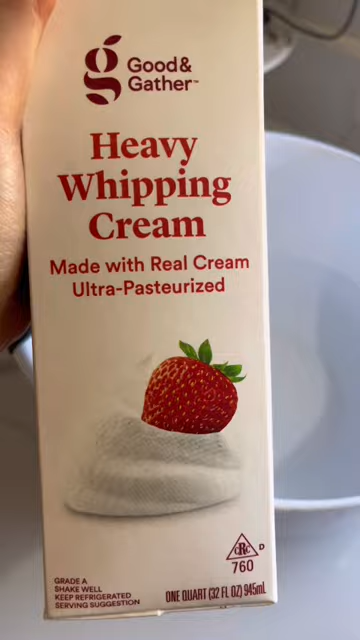 Good&
Gather™
Heavy
Whipping
Cream
Made with Real Cream
Ultra-Pasteurized
CRC D
760
GRADE A
SHAKE WELL
KEEP REFRIGERATED
SERVING SUGGESTION
ONE QUART (32 FL OZ) 945mL